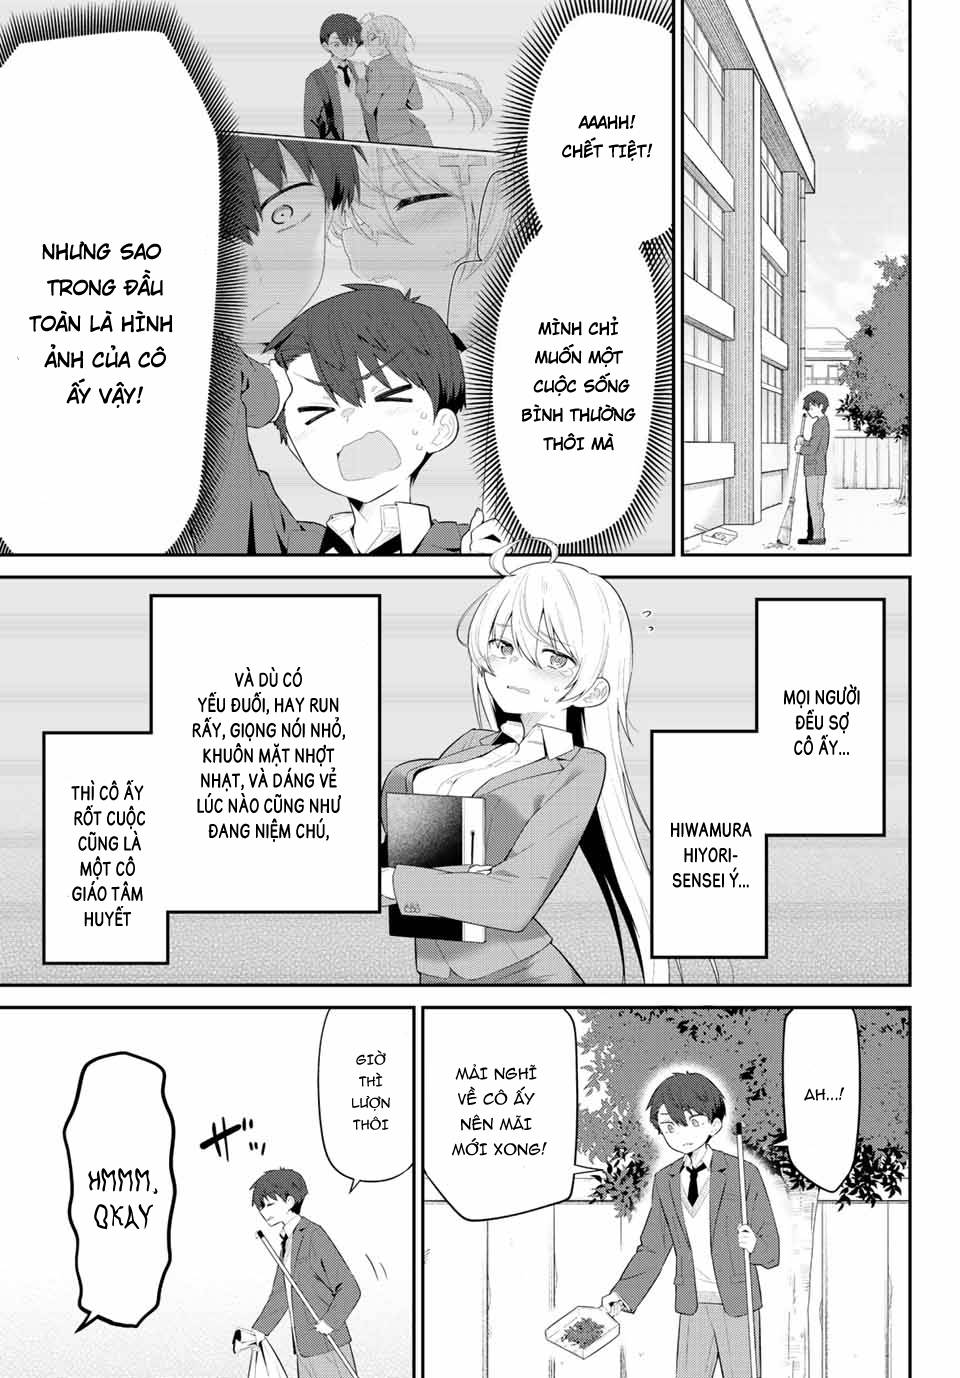 AAAHH!
CHẾT TIỆT!
MÌNH CHỈ
MUỐN MỘT
CUỘC SỐNG
BÌNH THƯỜNG
THÔI MÀ
NHƯNG SAO
TRONG ĐẦU
TOÀN LÀ HÌNH
ẢNH CỦA CÔ
ẤY VẬY!
MỌI NGƯỜI
ĐỀU SỢ
CÔ ẤY...
HIWAMURA
HIYORI-
SENSEI Ý...
VÀ DÙ CÓ
YẾU ĐUỐI, HAY RUN
RẨY, GIỌNG NÓI NHỎ,
KHUÔN MẶT NHỢT
NHẠT, VÀ DÁNG VẺ
LÚC NÀO CŨNG NHƯ
ĐANG NIỆM CHÚ,
THÌ CÔ ẤY
RỐT CUỘC
CŨNG LÀ
MỘT CÔ
GIÁO TÂM
HUYẾT
AH...!
MẢI NGHĨ
VỀ CÔ ẤY
NÊN MÃI
MỚI XONG!
GIỜ
THÌ
LƯỢN
THÔI
HMMM,
OKAY